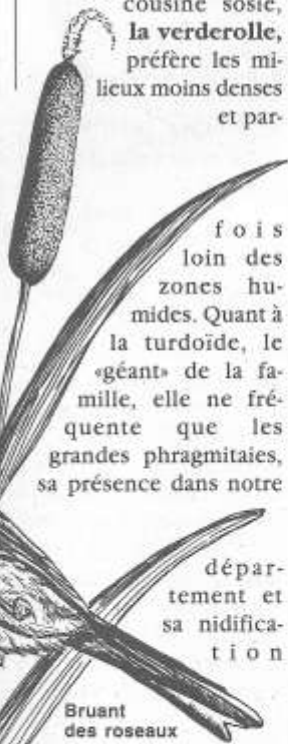 cousine sosie,
la verderolle,
préfère les mi-
lieux moins denses
et par-
fois
loin des
zones hu-
mides. Quant à
la turdoïde, le
«géant» de la fa-
mille, elle ne fré-
quente que les
grandes phragmitaies,
sa présence dans notre
dépar-
tement et
sa nidifica-
tion
Bruant
des roseaux